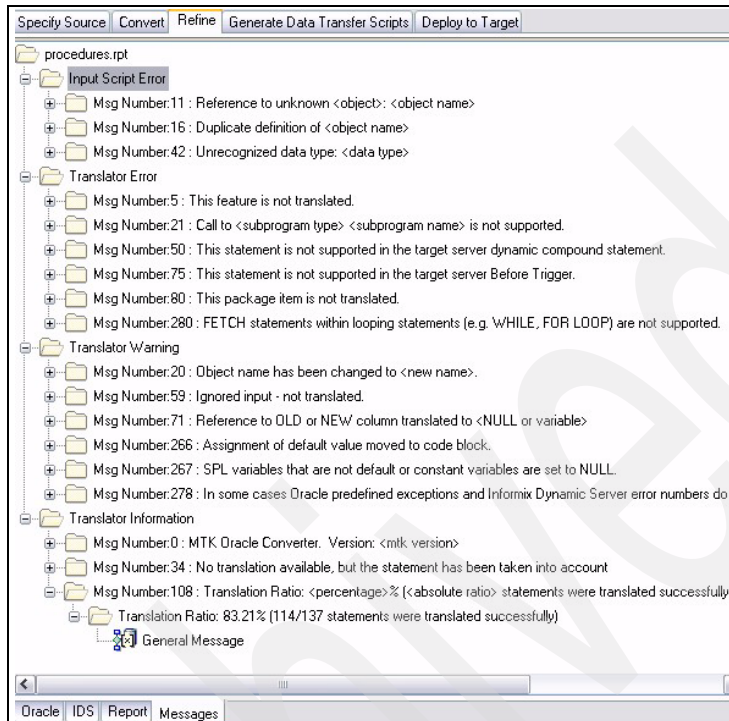 Specify Source Convert Refine Generate Data Transfer Scripts Deploy to Target
procedures.rpt
Input Script Error
Msg Number:11 : Reference to unknown <object>: <object name>
Msg Number:16 : Duplicate definition of <object name>
Msg Number:42 : Unrecognized data type: <data type>
Translator Error
Msg Number:5 : This feature is not translated.
Msg Number:21 : Call to <subprogram type> <subprogram name> is not supported.
Msg Number:50 : This statement is not supported in the target server dynamic compound statement.
Msg Number:75 : This statement is not supported in the target server Before Trigger.
Msg Number:80 : This package item is not translated.
Msg Number:280 : FETCH statements within looping statements (e.g. WHILE, FOR LOOP) are not supported.
Translator Warning
Msg Number:20 : Object name has been changed to <new name>.
Msg Number:59 : Ignored input - not translated.
Msg Number:71 : Reference to OLD or NEW column translated to <NULL or variable>
Msg Number:266 : Assignment of default value moved to code block.
Msg Number:267 : SPL variables that are not default or constant variables are set to NULL.
Msg Number:278 : In some cases Oracle predefined exceptions and Informix Dynamic Server error numbers do
Translator Information
Msg Number:0 : MTK Oracle Converter. Version: <mtk version>
Msg Number:34 : No translation available, but the statement has been taken into account
Msg Number:108 : Translation Ratio: <percentage>% (<absolute ratio> statements were translated successfully
Translation Ratio: 83.21% (114/137 statements were translated successfully)
General Message
Oracle IDS Report Messages